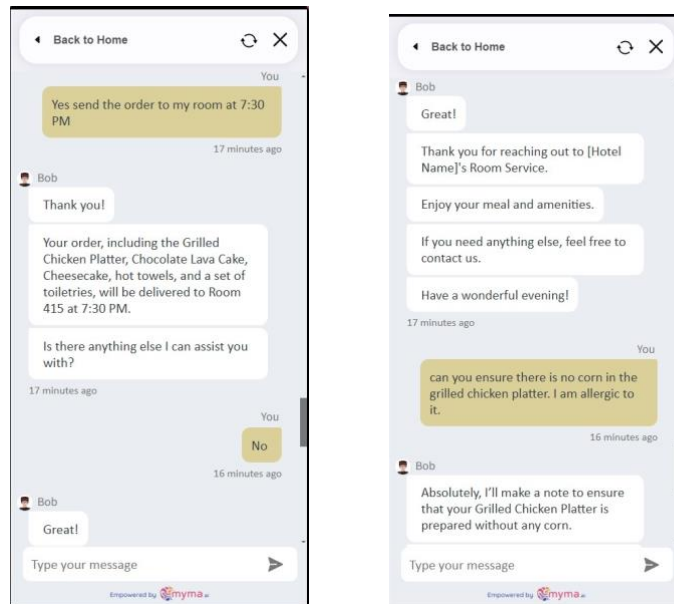 Back to Home
You
Yes send the order to my room at 7:30
PM
17 minutes ago
Bob
Thank you!
Your order, including the Grilled
Chicken Platter, Chocolate Lava Cake,
Cheesecake, hot towels, and a set of
toiletries, will be delivered to Room
415 at 7:30 PM.
Is there anything else I can assist you
with?
17 minutes ago
You
No
16 minutes ago
Bob
Great!
Type your message
Empowered by myma.ai
Back to Home
Bob
Great!
Thank you for reaching out to [Hotel
Name]'s Room Service.
Enjoy your meal and amenities.
If you need anything else, feel free to
contact us.
Have a wonderful evening!
17 minutes ago
You
can you ensure there is no corn in the
grilled chicken platter. I am allergic to
it.
16 minutes ago
Bob
Absolutely, I'll make a note to ensure
that your Grilled Chicken Platter is
prepared without any corn.
Type your message
Empowered by myma.ai